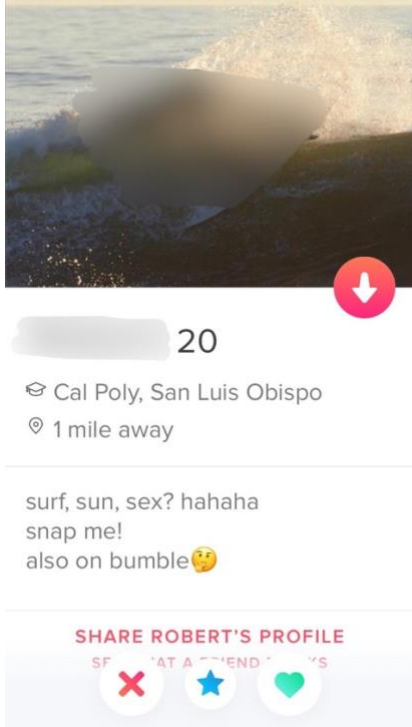 20
Cal Poly, San Luis Obispo
1 mile away
surf, sun, sex? hahaha
snap me!
also on bumble🤔
SHARE ROBERT'S PROFILE
A